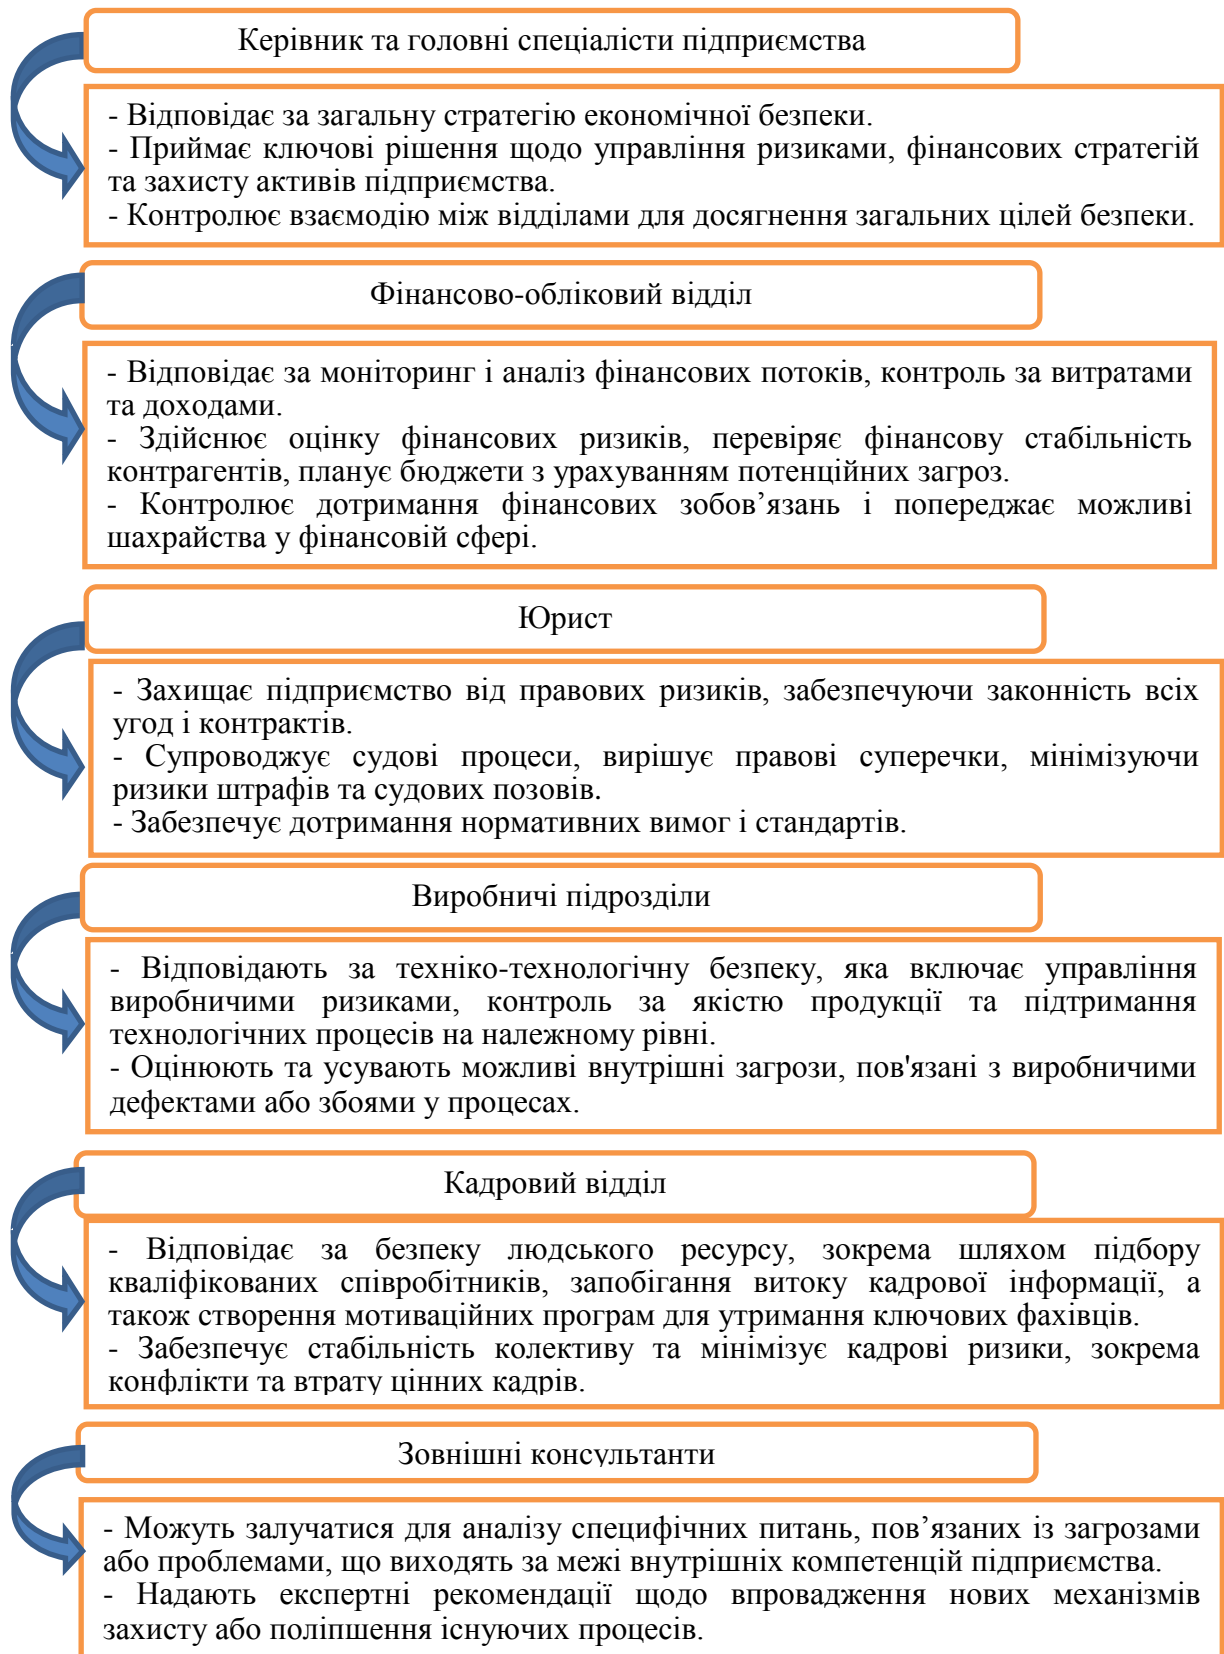 Керівник та головні спеціалісти підприємства
- Відповідає за загальну стратегію економічної безпеки.
- Приймає ключові рішення щодо управління ризиками, фінансових стратегій
та захисту активів підприємства.
- Контролює взаємодію між відділами для досягнення загальних цілей безпеки.
Фінансово-обліковий відділ
- Відповідає за моніторинг і аналіз фінансових потоків, контроль за витратами
та доходами.
- Здійснює оцінку фінансових ризиків, перевіряє фінансову стабільність
контрагентів, планує бюджети з урахуванням потенційних загроз.
- Контролює дотримання фінансових зобов’язань і попереджає можливі
шахрайства у фінансовій сфері.
Юрист
- Захищає підприємство від правових ризиків, забезпечуючи законність всіх
угод і контрактів.
- Супроводжує судові процеси, вирішує правові суперечки, мінімізуючи
ризики штрафів та судових позовів.
- Забезпечує дотримання нормативних вимог і стандартів.
Виробничі підрозділи
- Відповідають за техніко-технологічну безпеку, яка включає управління
виробничими ризиками, контроль за якістю продукції та підтримання
технологічних процесів на належному рівні.
- Оцінюють та усувають можливі внутрішні загрози, пов'язані з виробничими
дефектами або збоями у процесах.
Кадровий відділ
- Відповідає за безпеку людського ресурсу, зокрема шляхом підбору
кваліфікованих співробітників, запобігання витоку кадрової інформації, а
також створення мотиваційних програм для утримання ключових фахівців.
- Забезпечує стабільність колективу та мінімізує кадрові ризики, зокрема
конфлікти та втрату цінних кадрів.
Зовнішні консультанти
- Можуть залучатися для аналізу специфічних питань, пов’язаних із загрозами
або проблемами, що виходять за межі внутрішніх компетенцій підприємства.
- Надають експертні рекомендації щодо впровадження нових механізмів
захисту або поліпшення існуючих процесів.